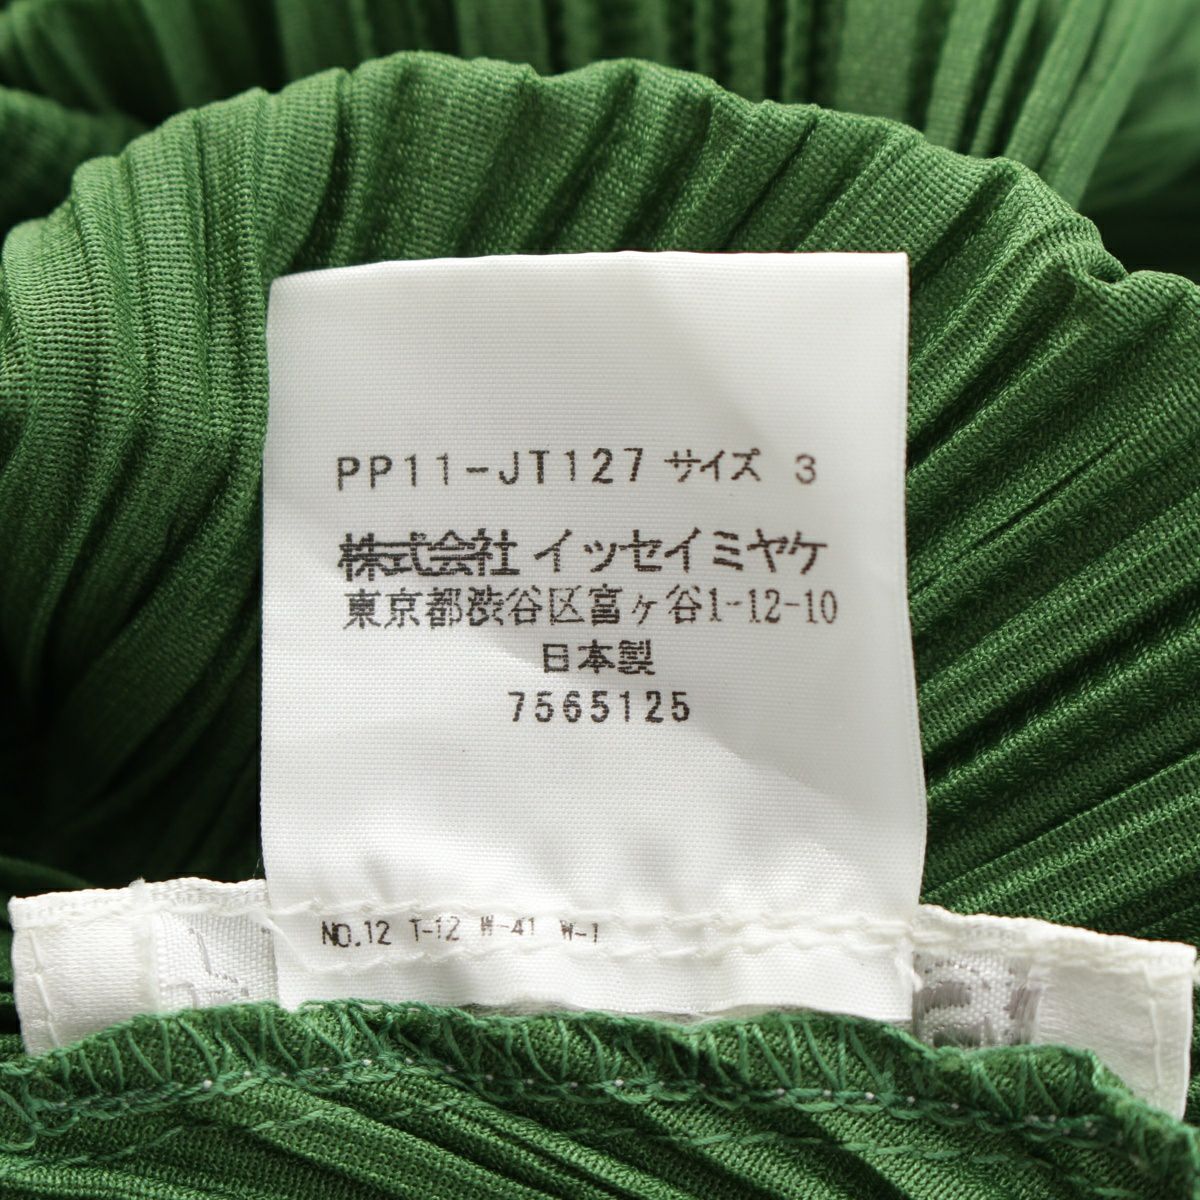 PP11-JT127 サイズ 3
株式会社 イッセイミヤケ
東京都渋谷区富ヶ谷1-12-10
日本製
7565125
NO.12 T-12 W-41 W-1